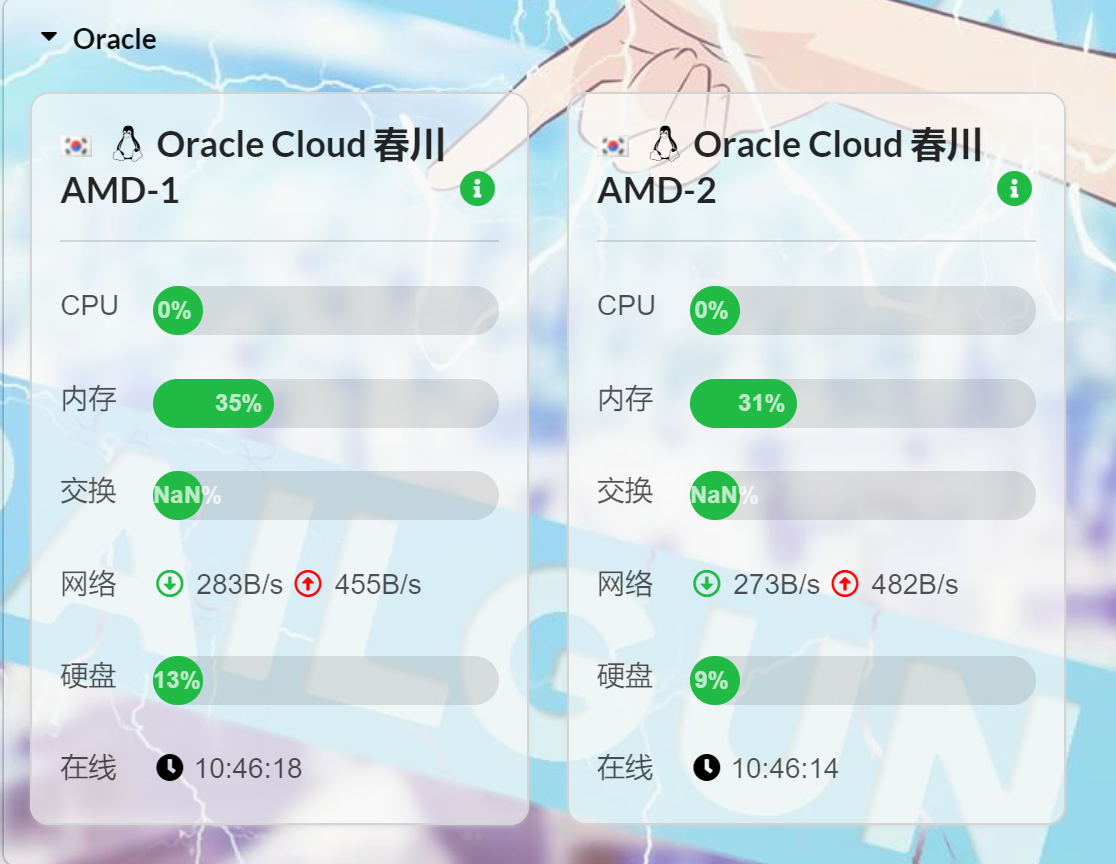 Oracle
Oracle Cloud 春川
AMD-1
CPU 0%
内存 35%
交换 NaN%
网络 283B/s 455B/s
硬盘 13%
在线 10:46:18
Oracle Cloud 春川
AMD-2
CPU 0%
内存 31%
交换 NaN%
网络 273B/s 482B/s
硬盘 9%
在线 10:46:14
RAILGUN